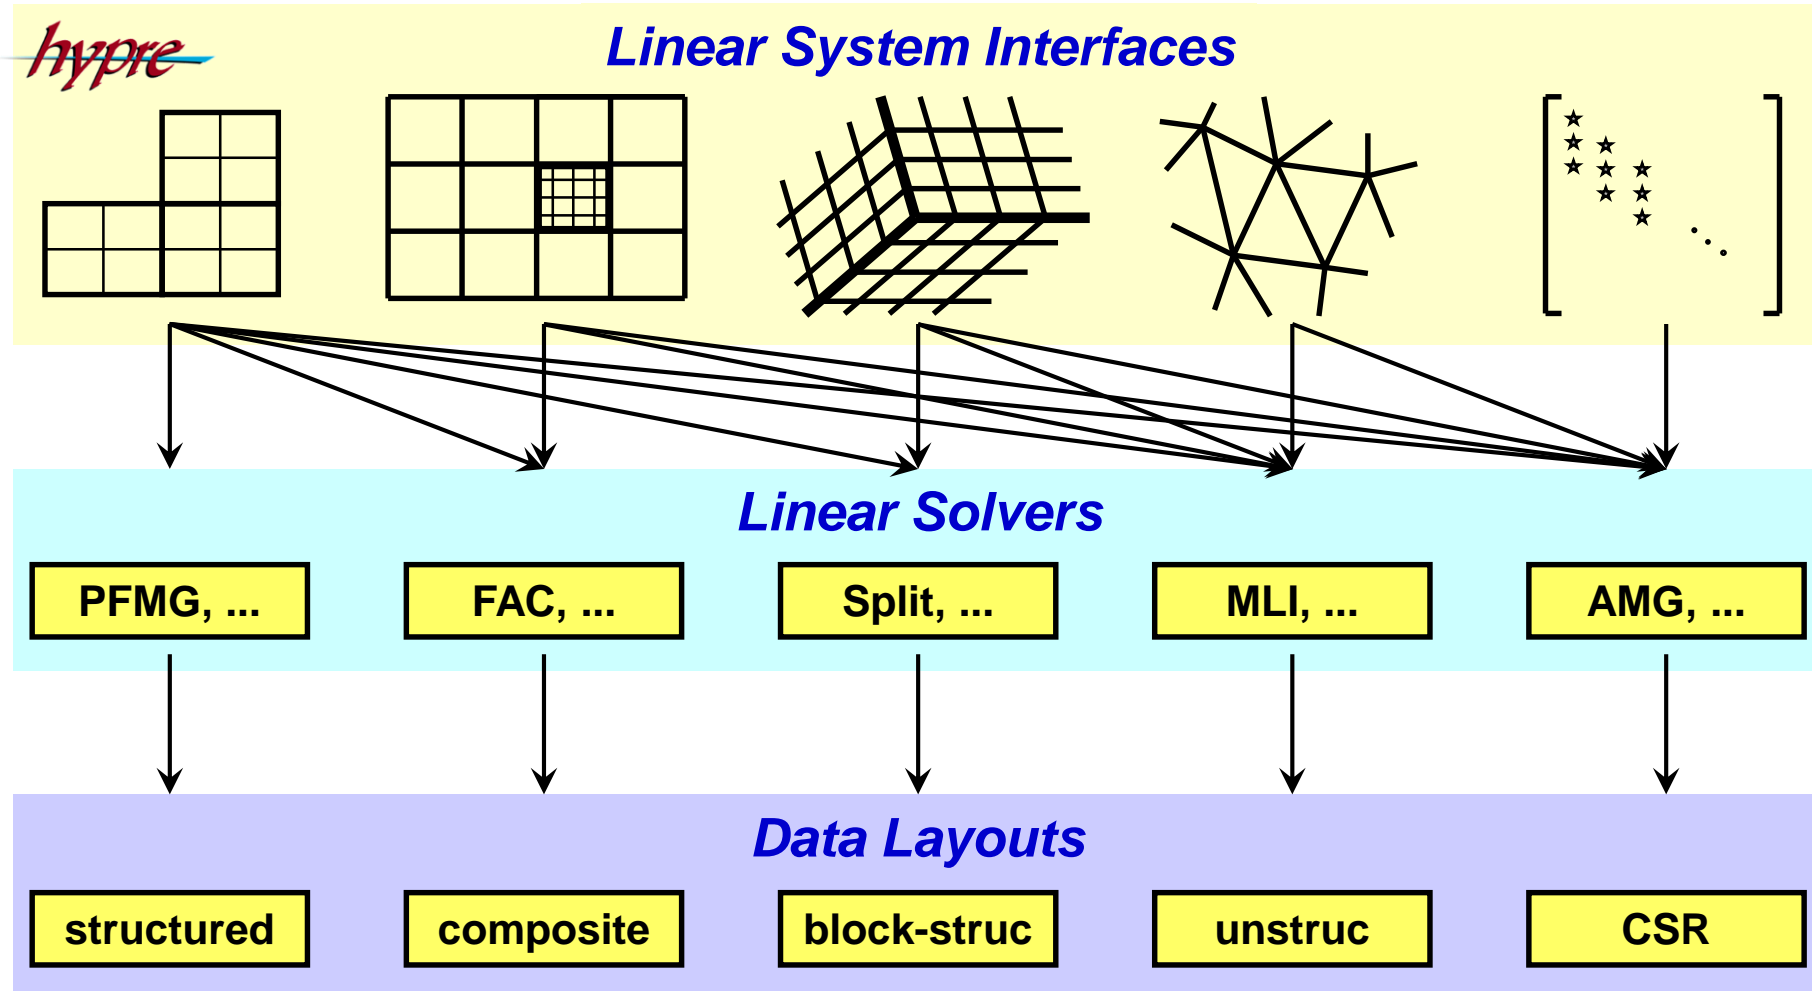 hypre
Linear System Interfaces
Linear Solvers
PFMG, ...
FAC, ...
Split, ...
MLI, ...
AMG, ...
Data Layouts
structured
composite
block-struc
unstruc
CSR